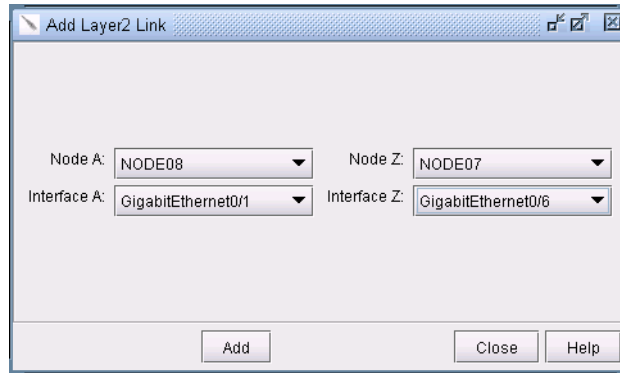 Add Layer2 Link
Node A: NODE08 Node Z: NODE07
Interface A: GigabitEthernet0/1 Interface Z: GigabitEthernet0/6
Add Close Help